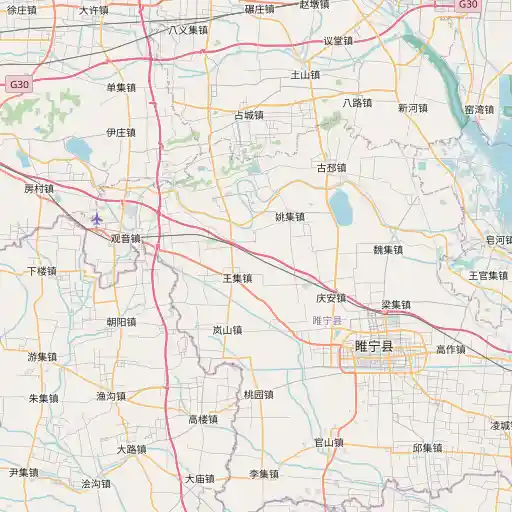 徐庄镇
大许镇
碾庄镇
赵墩镇
G30
八义集镇
议堂镇
土山镇
G30
单集镇
八路镇
新河镇
窑湾镇
占城镇
伊庄镇
古邳镇
房村镇
姚集镇
观音镇
皂河镇
魏集镇
下楼镇
王集镇
王官集镇
庆安镇
梁集镇
朝阳镇
睢宁县
岚山镇
睢宁县
高作镇
游集镇
朱集镇
渔沟镇
桃园镇
高楼镇
凌城镇
大路镇
官山镇
邱集镇
尹集镇
浍沟镇
大庙镇
李集镇